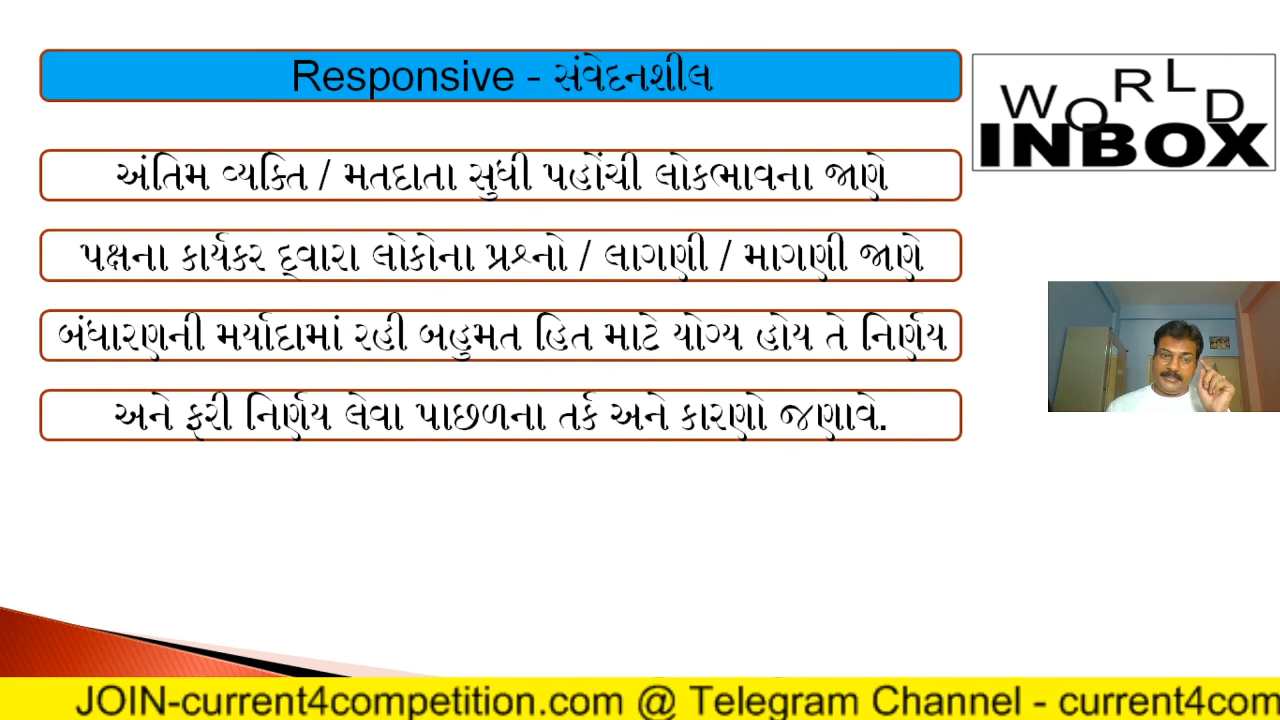 Responsive - સંવેદનશીલ
WORLD
INBOX
અંતિમ વ્યક્તિ / મતદાતા સુધી પહોંચી લોકભાવના જાણે
પક્ષના કાર્યકર દ્વારા લોકોના પ્રશ્નો / લાગણી / માગણી જાણે
બંધારણની મર્યાદામાં રહી બહુમત હિત માટે યોગ્ય હોય તે નિર્ણય
અને ફરી નિર્ણય લેવા પાછળના તર્ક અને કારણો જણાવે.
JOIN-current4competition.com @ Telegram Channel - current4com